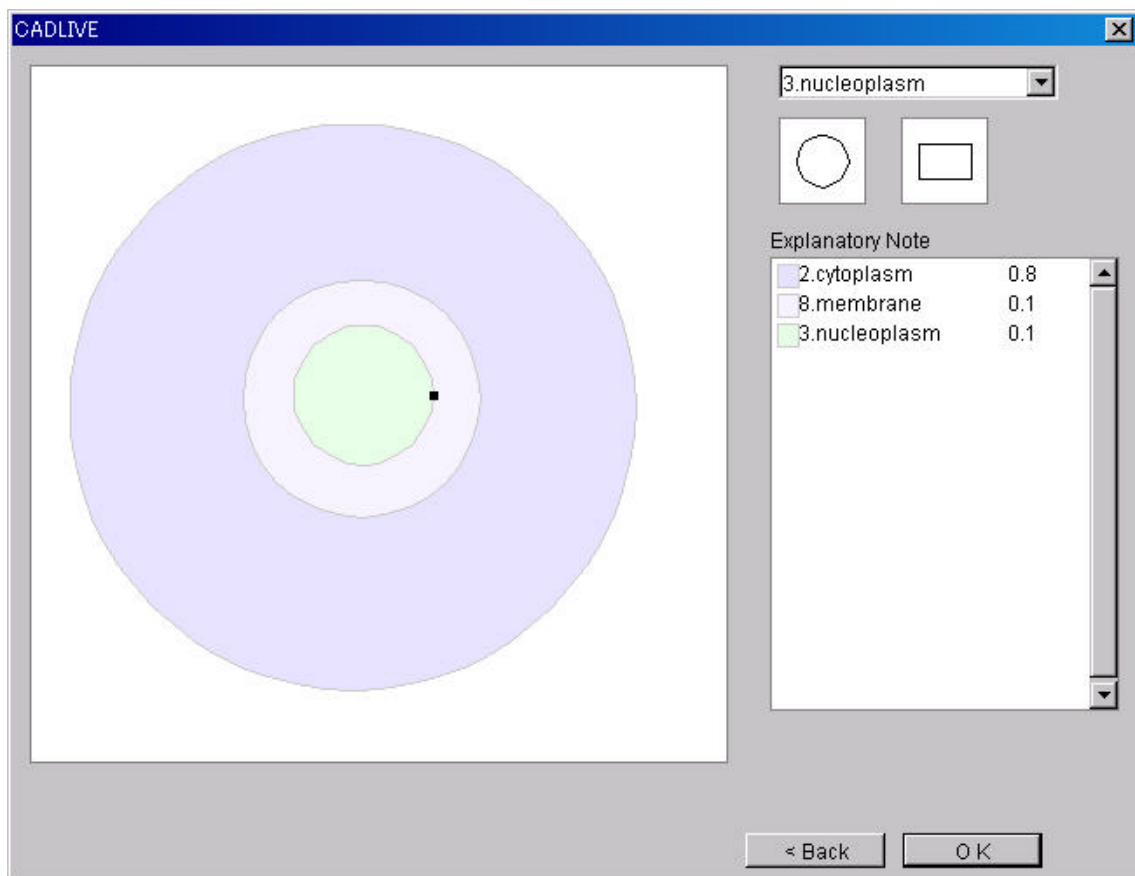 CADLIVE
3.nucleoplasm
Explanatory Note
2.cytoplasm 0.8
8.membrane 0.1
3.nucleoplasm 0.1
< Back OK